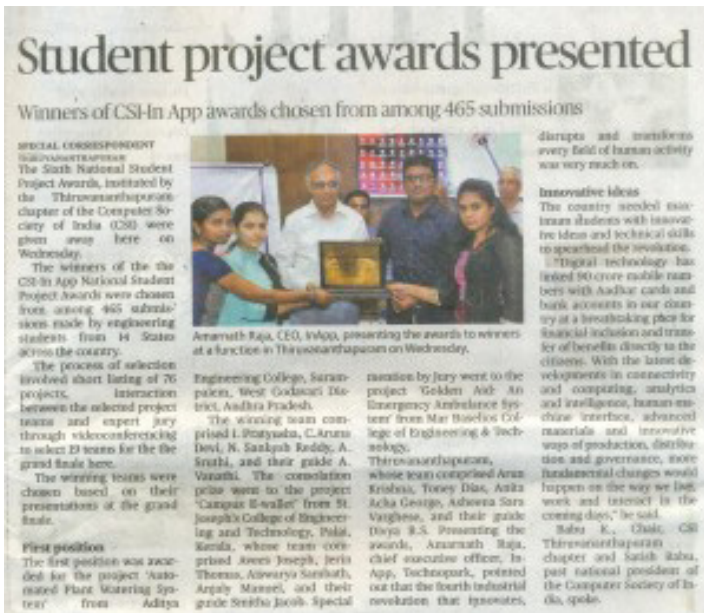 Student project awards presented
Winners of CSI-In App awards chosen from among 465 submissions
SPECIAL CORRESPONDENT
THIRUVANANTHAPURAM
The Sixth National Student
Project Awards, instituted by
the Thiruvananthapuram
chapter of the Computer So-
ciety of India (CSI) were
given away here on
Wednesday.
The winners of the the
CSI-In App National Student
Project Awards were chosen
from among 465 submis-
sions made by engineering
students from 14 States
across the country.
The process of selection
involved short listing of 76
projects, interaction
between the selected project
teams and expert jury
through videoconferencing
to select 19 teams for the the
grand finale here.
The winning teams were
chosen based on their
presentations at the grand
finale.
First position
The first position was awar-
ded for the project 'Auto-
mated Plant Watering Sys-
tem' from Aditya
Amarnath Raja, CEO, InApp, presenting the awards to winners
at a function in Thiruvananthapuram on Wednesday.
Engineering College, Suram-
palem, West Godavari Dis-
trict, Andhra Pradesh.
The winning team com-
prised I. Pratyusha, C. Aruna
Devi, N. Sankush Reddy, A.
Sruthi, and their guide A.
Vanathi. The consolation
prize went to the project
'Campus E-wallet' from St.
Joseph's College of Engineer-
ing and Technology, Palai,
Kerala, whose team com-
prised Aleen Joseph, Jerin
Thomas, Aiswarya Sambath,
Anjaly Manuel, and their
guide Smitha Jacob. Special
mention by Jury went to the
project 'Golden Aid: An
Emergency Ambulance Sys-
tem' from Mar Baselios Col-
lege of Engineering & Tech-
nology,
Thiruvananthapuram,
whose team comprised Arun
Krishna, Toney Dias, Anita
Acha George, Asheena Sara
Varghese, and their guide
Divya R.S. Presenting the
awards, Amarnath Raja,
chief executive officer, In-
App, Technopark, pointed
out that the fourth industrial
revolution that innovates,
disrupts and transforms
every field of human activity
was very much on.
Innovative ideas
The country needed max-
imum students with innovat-
ive ideas and technical skills
to spearhead the revolution.
"Digital technology has
linked 90 crore mobile num-
bers with Aadhar cards and
bank accounts in our coun-
try at a breathtaking pace for
financial inclusion and trans-
fer of benefits directly to the
citizens. With the latest de-
velopments in connectivity
and computing, analytics
and intelligence, human-ma-
chine interface, advanced
materials and innovative
ways of production, distribu-
tion and governance, more
fundamental changes would
happen on the way we live,
work and interact in the
coming days," he said.
Babu K., Chair, CSI
Thiruvananthapuram
chapter and Satish Babu,
past national president of
the Computer Society of In-
dia, spoke.